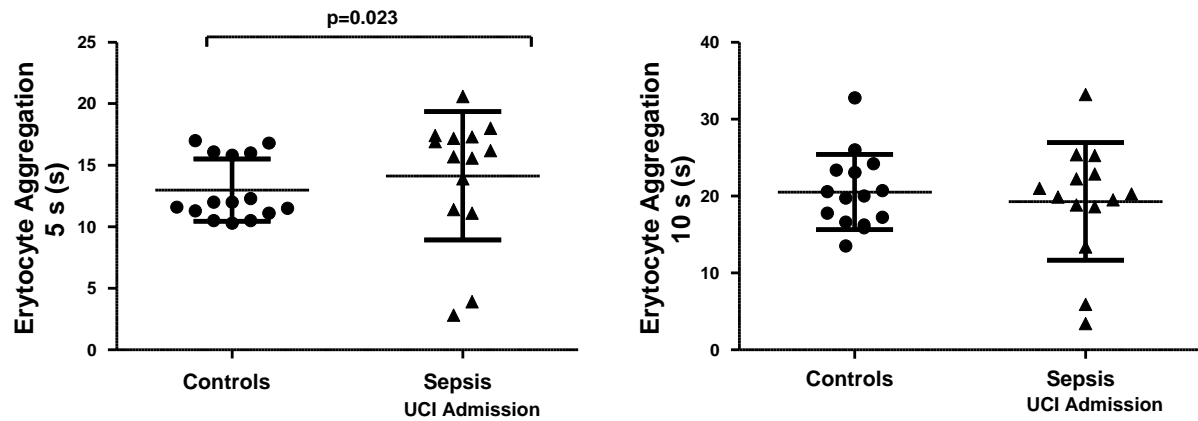 p=0.023
Erytocyte Aggregation
5 s (s)
25
20
15
10
5
0
Controls
Sepsis
UCI Admission
Erytocyte Aggregation
10 s (s)
40
30
20
10
0
Controls
Sepsis
UCI Admission